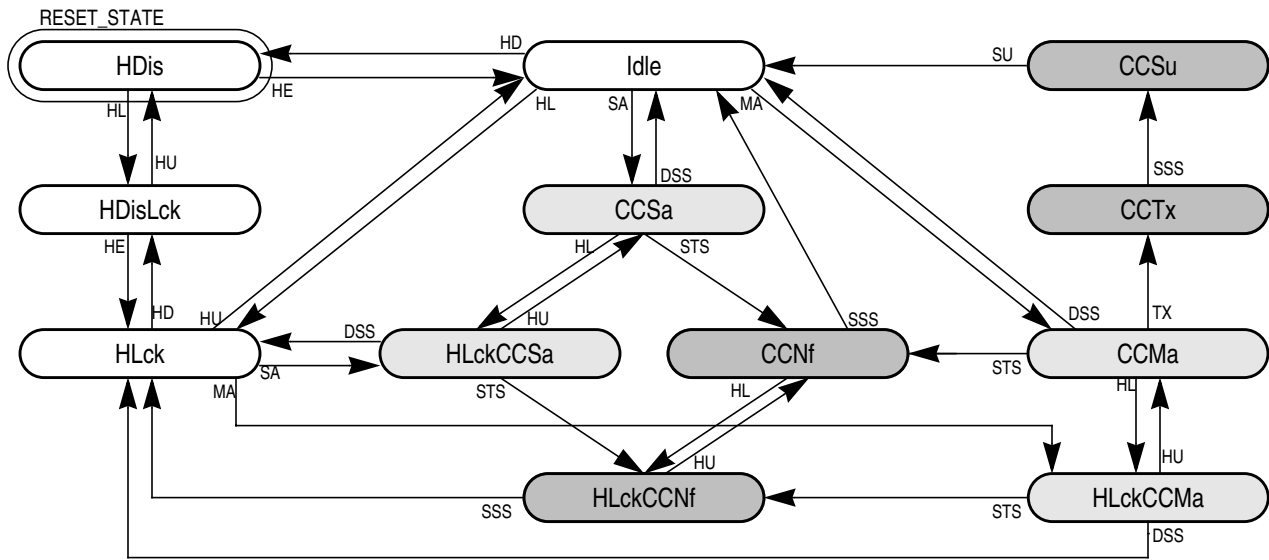 RESET_STATE
HDis
HD
Idle
SU
CCSu
HE
HL
HL
SA
MA
HU
DSS
SSS
HDisLck
CCSa
CCTx
HE
HL
STS
HD
HU
DSS
HU
SSS
DSS
TX
HLck
HLckCCSa
CCNf
CCMa
SA
STS
MA
STS
HL
HL
HU
HU
HLckCCNf
HLckCCMa
SSS
STS
DSS